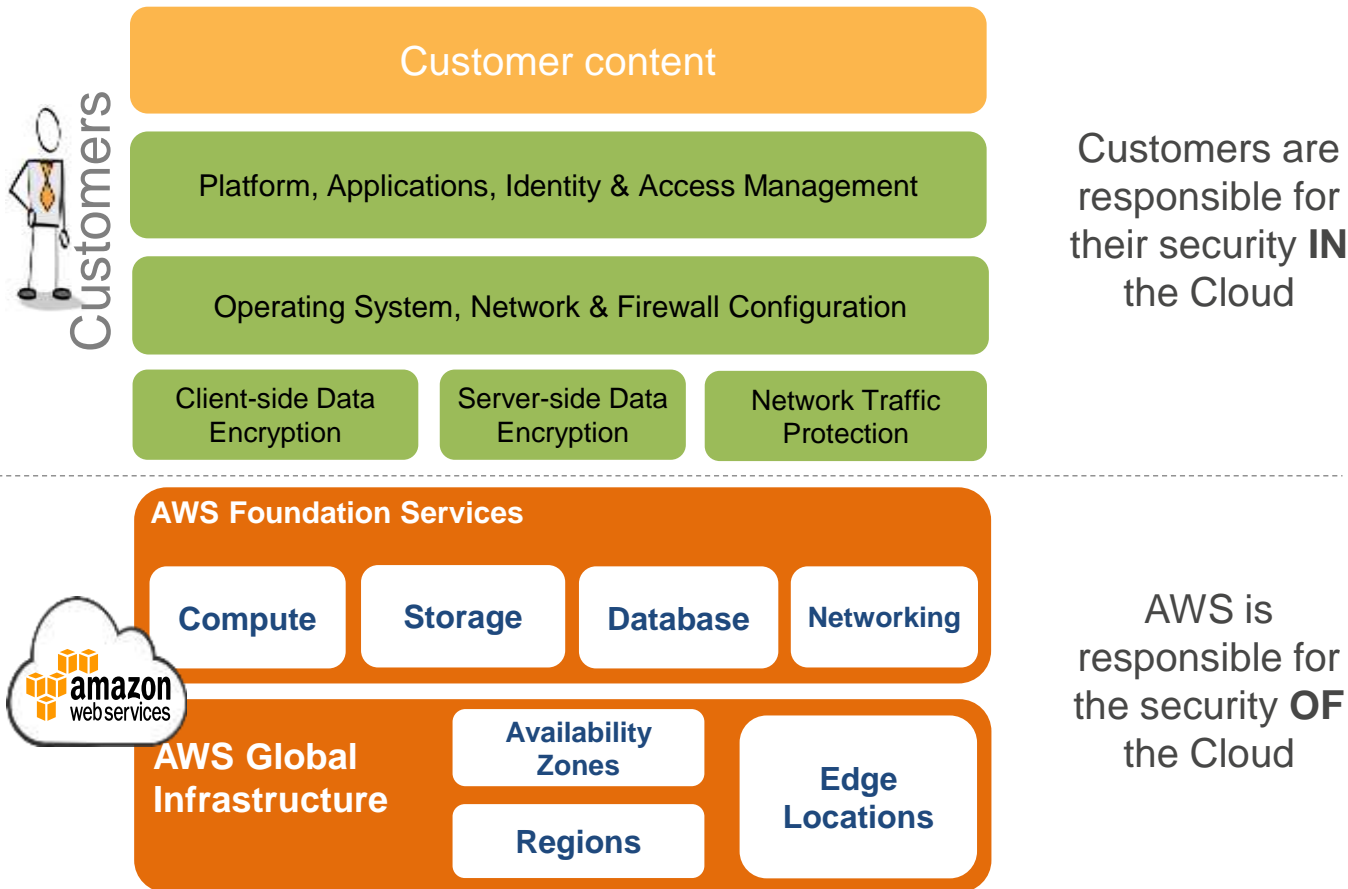 Customers
Customer content
Platform, Applications, Identity & Access Management
Operating System, Network & Firewall Configuration
Client-side Data
Encryption
Server-side Data
Encryption
Network Traffic
Protection
Customers are
responsible for
their security IN
the Cloud
AWS Foundation Services
Compute
Storage
Database
Networking
amazon
webservices
AWS Global
Infrastructure
Availability
Zones
Regions
Edge
Locations
AWS is
responsible for
the security OF
the Cloud